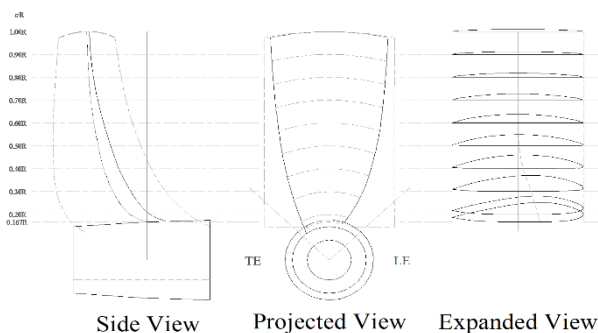 r/R
1.00R
0.90R
0.80R
0.70R
0.60R
0.50R
0.40R
0.30R
0.20R
0.167R
TE
LE
Side View
Projected View
Expanded View